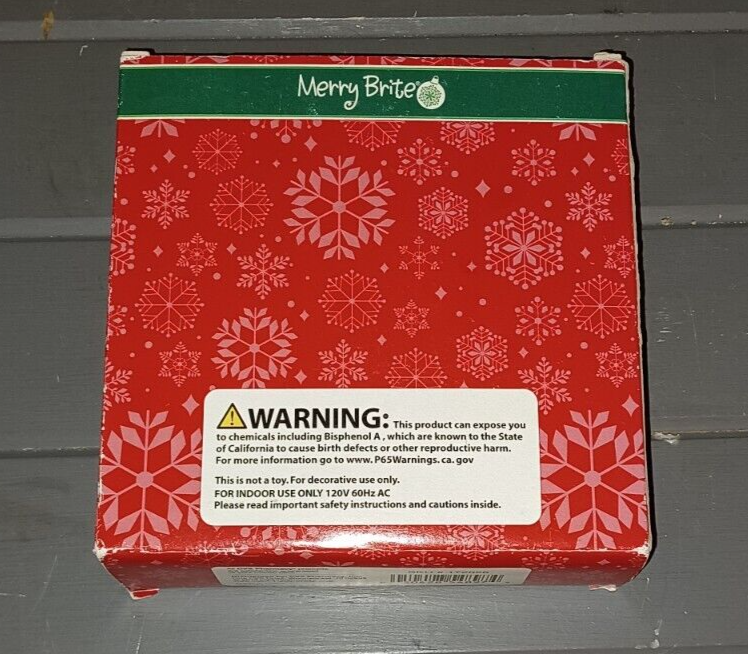 Merry Brite
WARNING: This product can expose you
to chemicals including Bisphenol A , which are known to the State
of California to cause birth defects or other reproductive harm.
For more information go to www. P65Warnings. ca. gov
This is not a toy. For decorative use only.
FOR INDOOR USE ONLY 120V 60Hz AC
Please read important safety instructions and cautions inside.